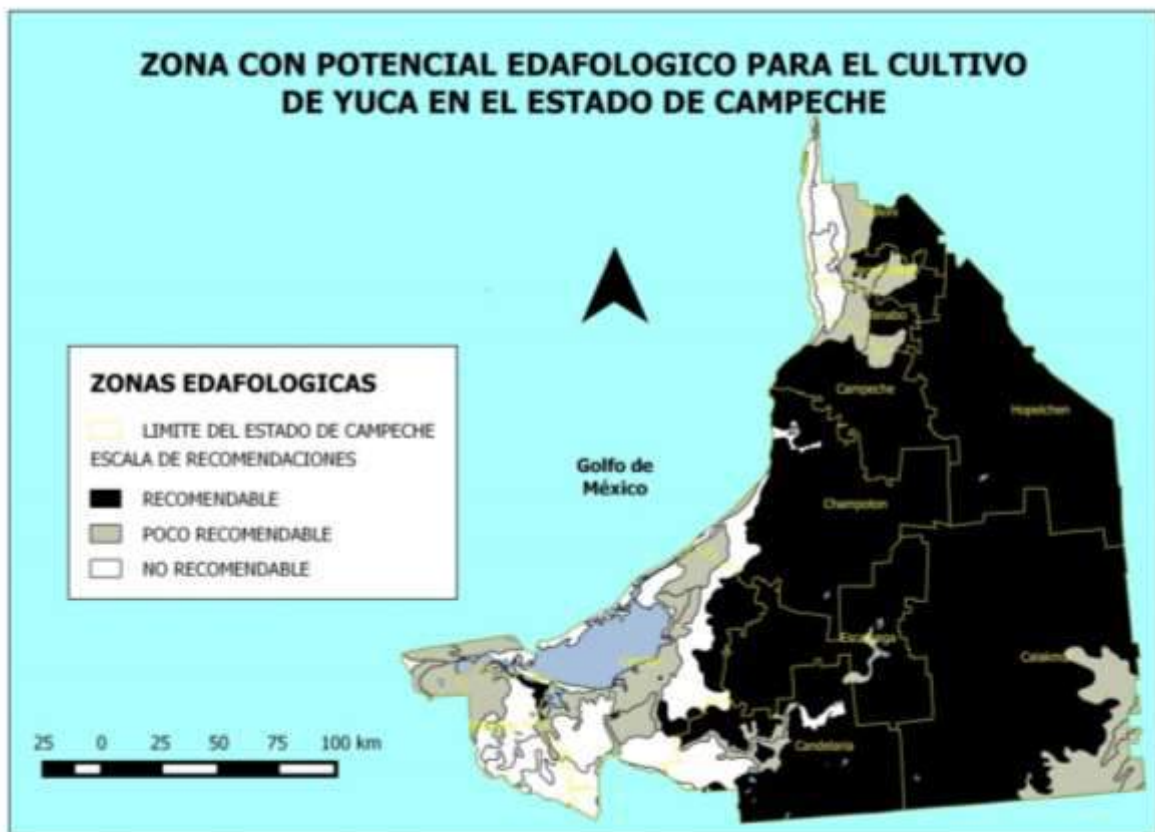 ZONA CON POTENCIAL EDAFOLOGICO PARA EL CULTIVO
DE YUCA EN EL ESTADO DE CAMPECHE
ZONAS EDAFOLOGICAS
LIMITE DEL ESTADO DE CAMPECHE
ESCALA DE RECOMENDACIONES
RECOMENDABLE
POCO RECOMENDABLE
NO RECOMENDABLE
Golfo de
México
Campeche
Hopelchen
Champoton
Candelaria
25 0 25 50 75 100 km